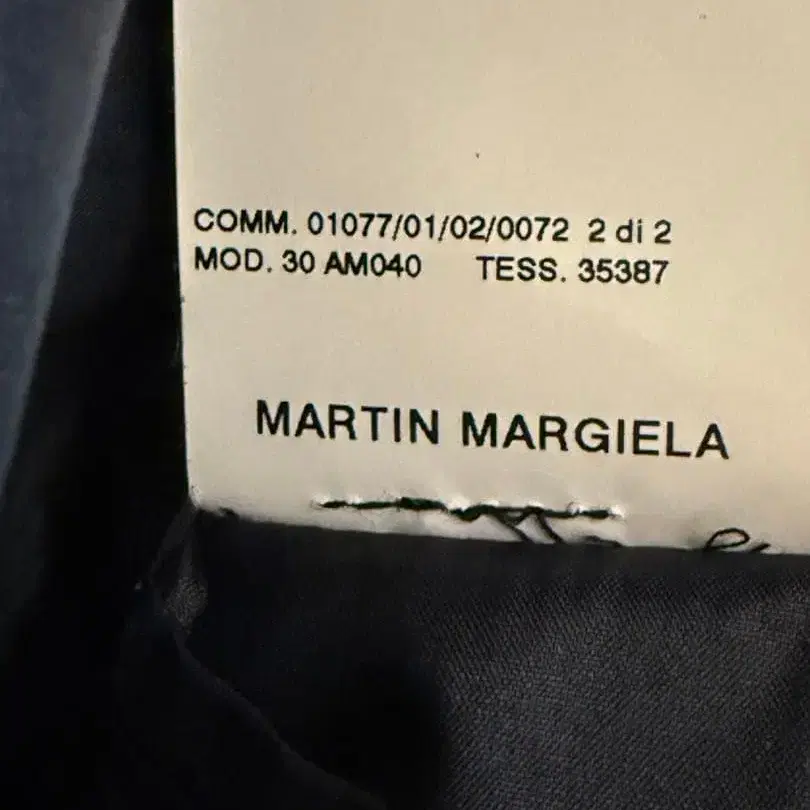 COMM. 01077/01/02/0072 2 di 2
MOD. 30 AM040 TESS. 35387
MARTIN MARGIELA